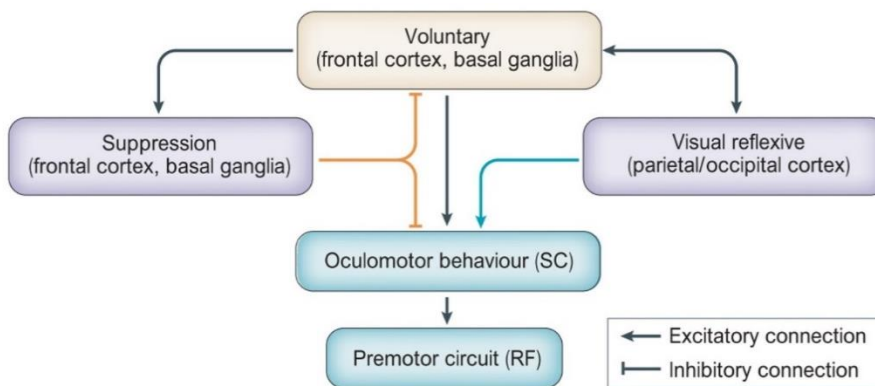 Voluntary
(frontal cortex, basal ganglia)
Suppression
(frontal cortex, basal ganglia)
Visual reflexive
(parietal/occipital cortex)
Oculomotor behaviour (SC)
Premotor circuit (RF)
Excitatory connection
Inhibitory connection